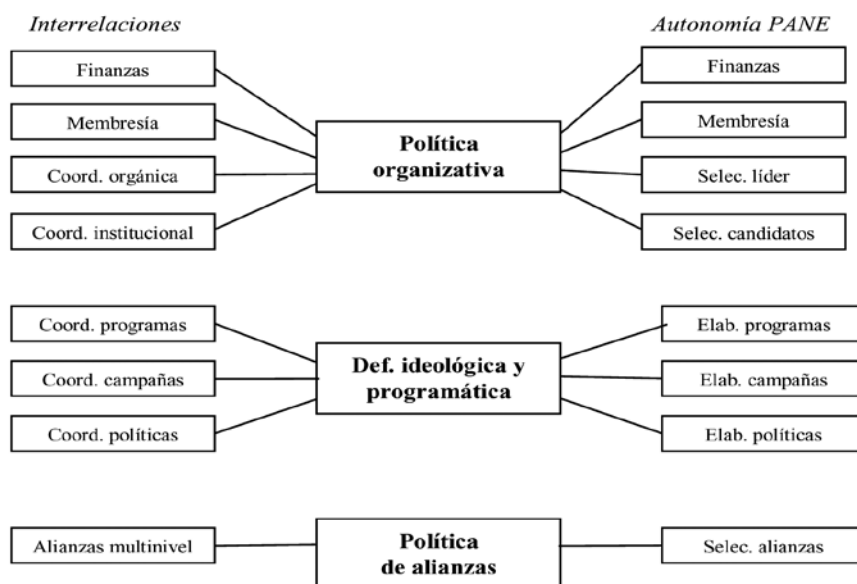 Interrelaciones
Autonomía PANE
Finanzas
Membresía
Coord. orgánica
Coord. institucional
Política
organizativa
Finanzas
Membresía
Selec. líder
Selec. candidatos
Coord. programas
Coord. campañas
Coord. políticas
Def. ideológica y
programática
Elab. programas
Elab. campañas
Elab. políticas
Alianzas multinivel
Política
de alianzas
Selec. alianzas